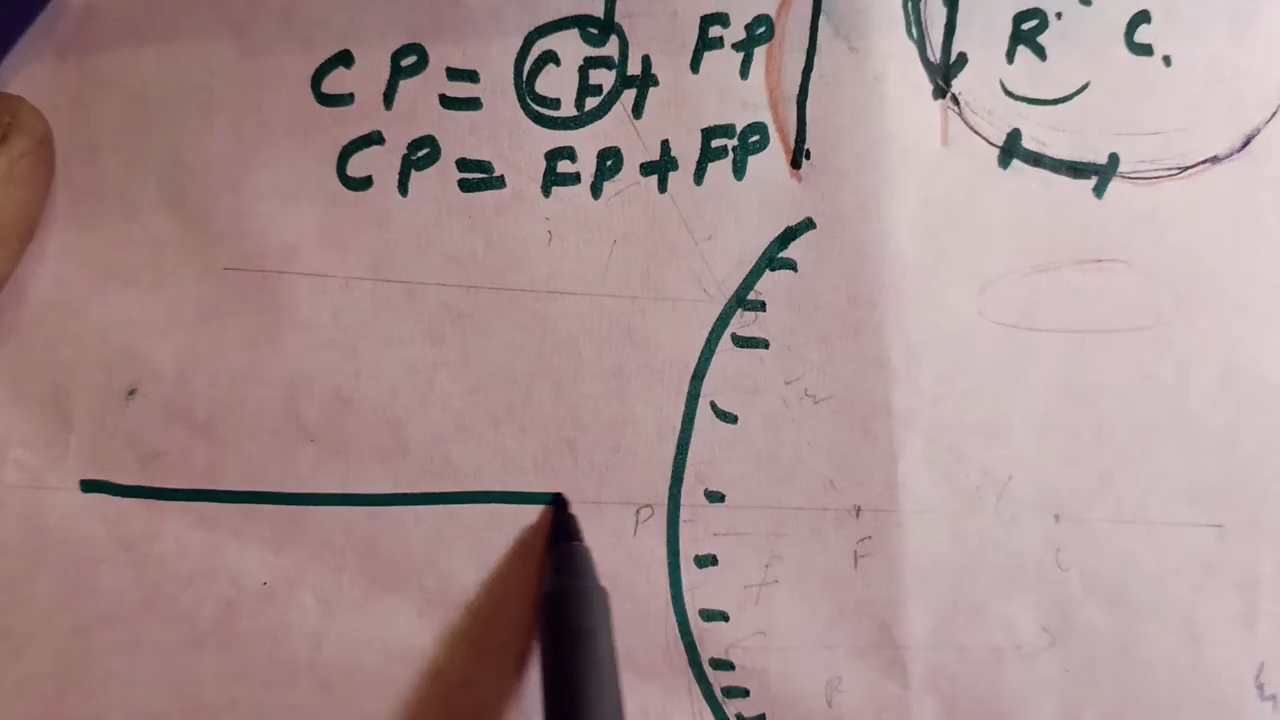 CP = CF + FP
R C.
CP = FP + FP
P
F
C
f
R